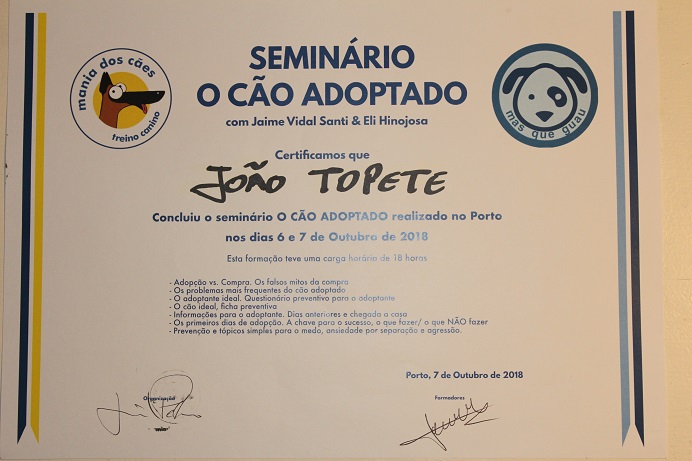 mania dos cães
treino canino
SEMINÁRIO
O CÃO ADOPTADO
com Jaime Vidal Santi & Eli Hinojosa
mas que guau
Certificamos que
JOÃO TOPETE
Concluiu o seminário O CÃO ADOPTADO realizado no Porto
nos dias 6 e 7 de Outubro de 2018
Esta formação teve uma carga horária de 18 horas
- Adopção vs. Compra. Os falsos mitos da compra
- Os problemas mais frequentes do cão adoptado
- O adoptante ideal. Questionário preventivo para o adoptante
- O cão ideal, ficha preventiva
- Informações para o adoptante. Dias anteriores e chegada a casa
- Os primeiros dias de adopção. A chave para o sucesso, o que fazer/ o que NÃO fazer
- Prevenção e tópicos simples para o medo, ansiedade por separação e agressão.
Porto, 7 de Outubro de 2018
Organização
Formadores